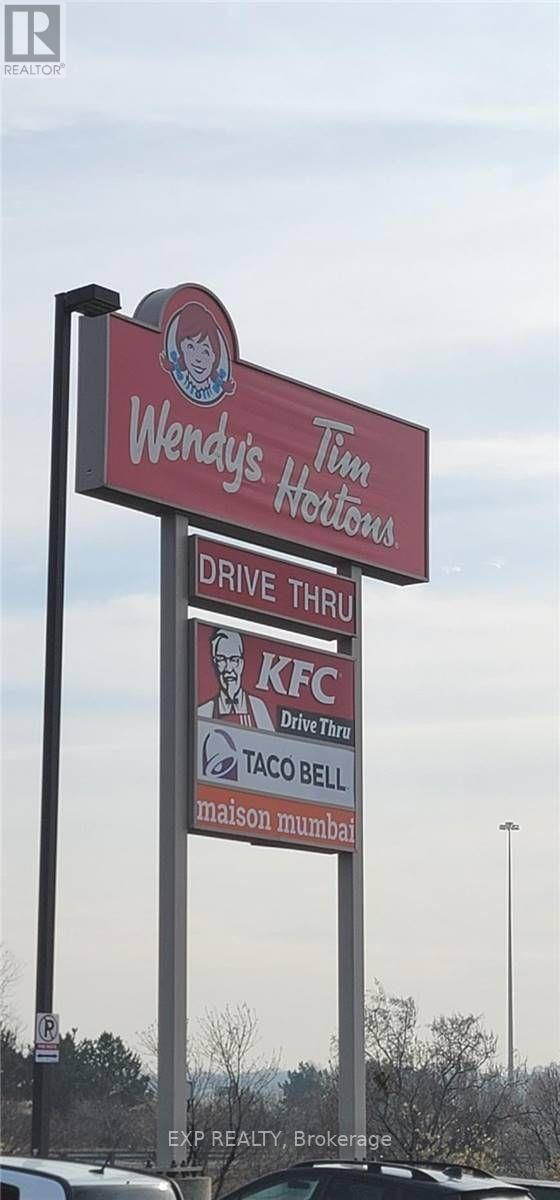 REALTOR®
Wendy's
Tim
Hortons
DRIVE THRU
KFC
Drive Thru
TACO BELL
maison mumbai
P
EXP REALTY, Brokerage